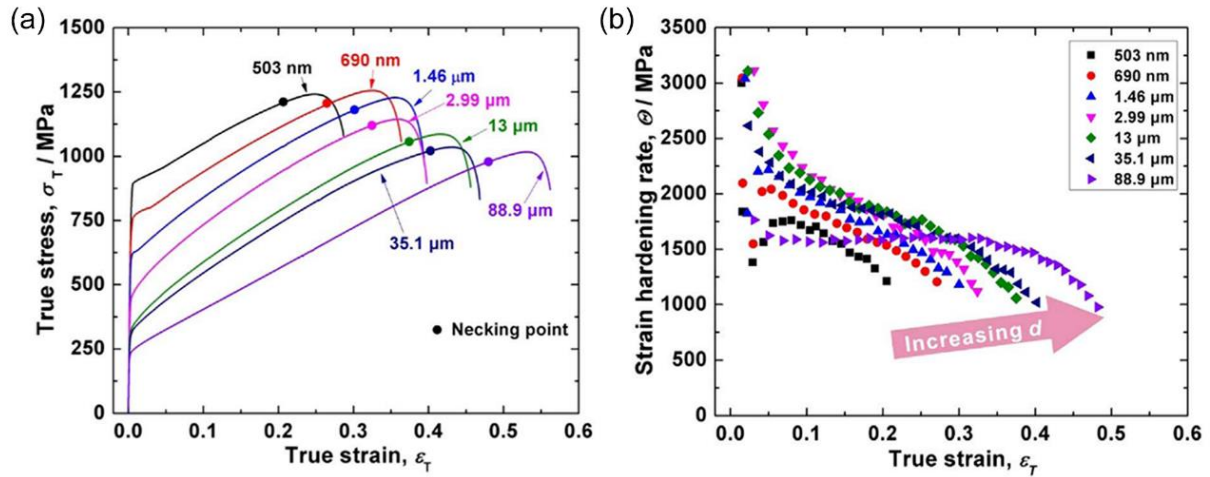 (a)
1500
1250
1000
750
500
250
0
True stress, σT / MPa
503 nm
690 nm
1.46 μm
2.99 μm
13 μm
35.1 μm
88.9 μm
Necking point
0.0 0.1 0.2 0.3 0.4 0.5 0.6
True strain, εT
(b)
3500
3000
2500
2000
1500
1000
500
0
Strain hardening rate, Θ / MPa
503 nm
690 nm
1.46 μm
2.99 μm
13 μm
35.1 μm
88.9 μm
Increasing d
0.0 0.1 0.2 0.3 0.4 0.5 0.6
True strain, εT